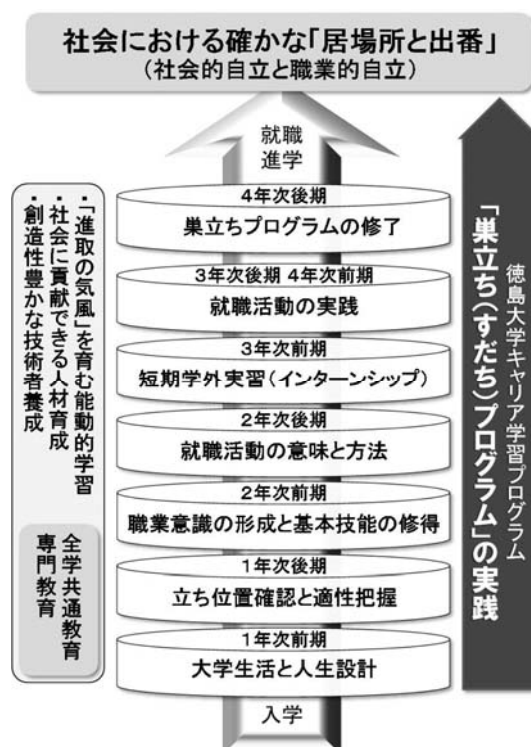 社会における確かな「居場所と出番」
(社会的自立と職業的自立)
就職
進学
4年次後期
巣立ちプログラムの修了
3年次後期 4年次前期
就職活動の実践
3年次前期
短期学外実習(インターンシップ)
2年次後期
就職活動の意味と方法
2年次前期
職業意識の形成と基本技能の修得
1年次後期
立ち位置確認と適性把握
1年次前期
大学生活と人生設計
入学
・「進取の気風」を育む能動的学習
・社会に貢献できる人材育成
・創造性豊かな技術者養成
全学共通教育
専門教育
徳島大学キャリア学習プログラム
「巣立ち(すだち)プログラム」の実践